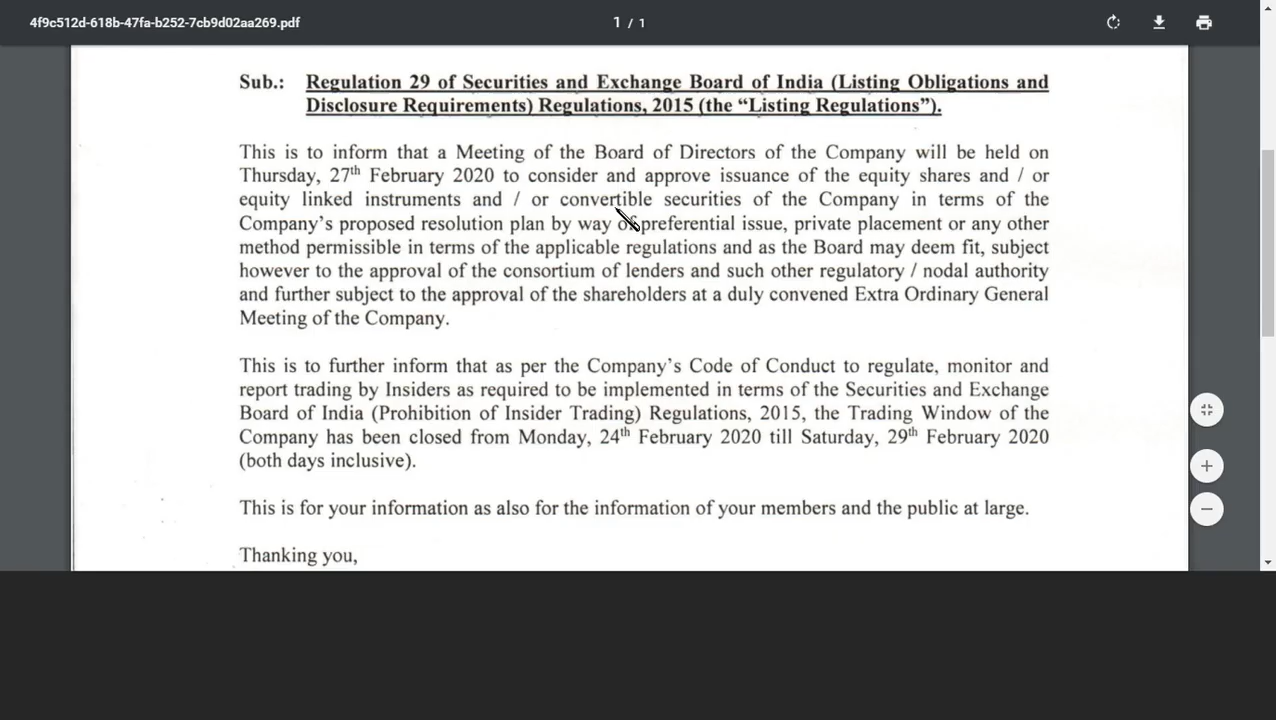 4f9c512d-618b-47fa-b252-7cb9d02aa269.pdf
1 / 1
Sub.: Regulation 29 of Securities and Exchange Board of India (Listing Obligations and
Disclosure Requirements) Regulations, 2015 (the “Listing Regulations”).
This is to inform that a Meeting of the Board of Directors of the Company will be held on
Thursday, 27th February 2020 to consider and approve issuance of the equity shares and / or
equity linked instruments and / or convertible securities of the Company in terms of the
Company’s proposed resolution plan by way of preferential issue, private placement or any other
method permissible in terms of the applicable regulations and as the Board may deem fit, subject
however to the approval of the consortium of lenders and such other regulatory / nodal authority
and further subject to the approval of the shareholders at a duly convened Extra Ordinary General
Meeting of the Company.
This is to further inform that as per the Company’s Code of Conduct to regulate, monitor and
report trading by Insiders as required to be implemented in terms of the Securities and Exchange
Board of India (Prohibition of Insider Trading) Regulations, 2015, the Trading Window of the
Company has been closed from Monday, 24th February 2020 till Saturday, 29th February 2020
(both days inclusive).
This is for your information as also for the information of your members and the public at large.
Thanking you,